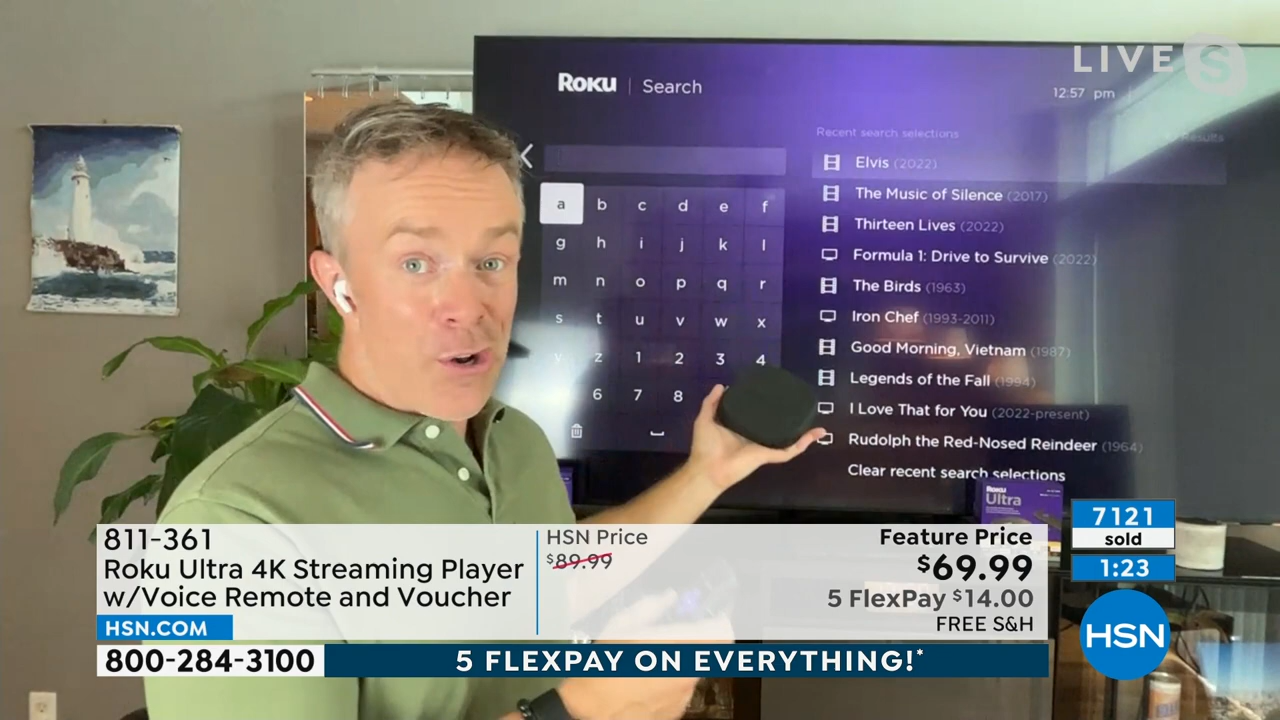 LIVE S
Roku | Search
12:57 pm
Recent search selections
Results
Elvis (2022)
The Music of Silence (2017)
Thirteen Lives (2022)
Formula 1: Drive to Survive (2022)
The Birds (1963)
Iron Chef (1993-2011)
Good Morning, Vietnam (1987)
Legends of the Fall (1994)
I Love That for You (2022-present)
Rudolph the Red-Nosed Reindeer (1964)
Clear recent search selections
a b c d e f
g h i j k l
m n o p q r
s t u v w x
y z 1 2 3 4
6 7 8
Roku
Ultra
811-361
Roku Ultra 4K Streaming Player
w/Voice Remote and Voucher
HSN.COM
HSN Price
$89.99
Feature Price
$69.99
5 FlexPay $14.00
FREE S&H
7121
sold
1:23
HSN
800-284-3100
5 FLEXPAY ON EVERYTHING!*